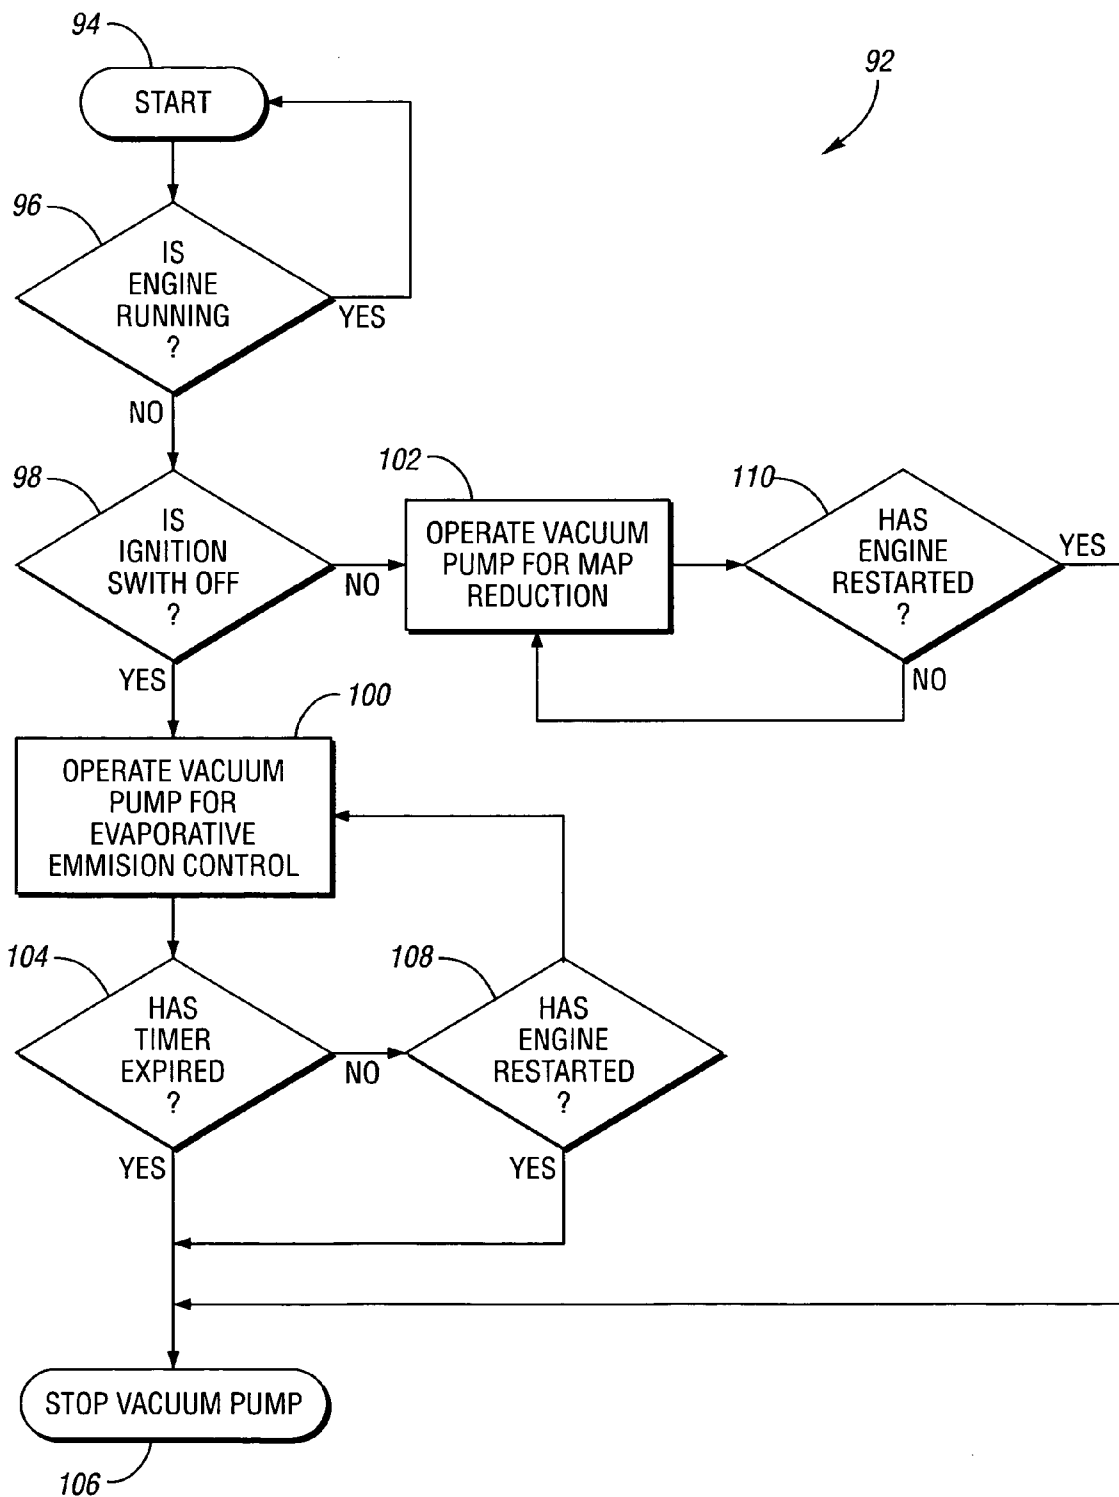 94
START
92
96
IS
ENGINE
RUNNING
?
YES
NO
98
IS
IGNITION
SWITH OFF
?
NO
YES
102
OPERATE VACUUM
PUMP FOR MAP
REDUCTION
110
HAS
ENGINE
RESTARTED
?
YES
NO
100
OPERATE VACUUM
PUMP FOR
EVAPORATIVE
EMMISION CONTROL
104
HAS
TIMER
EXPIRED
?
NO
YES
108
HAS
ENGINE
RESTARTED
?
YES
STOP VACUUM PUMP
106